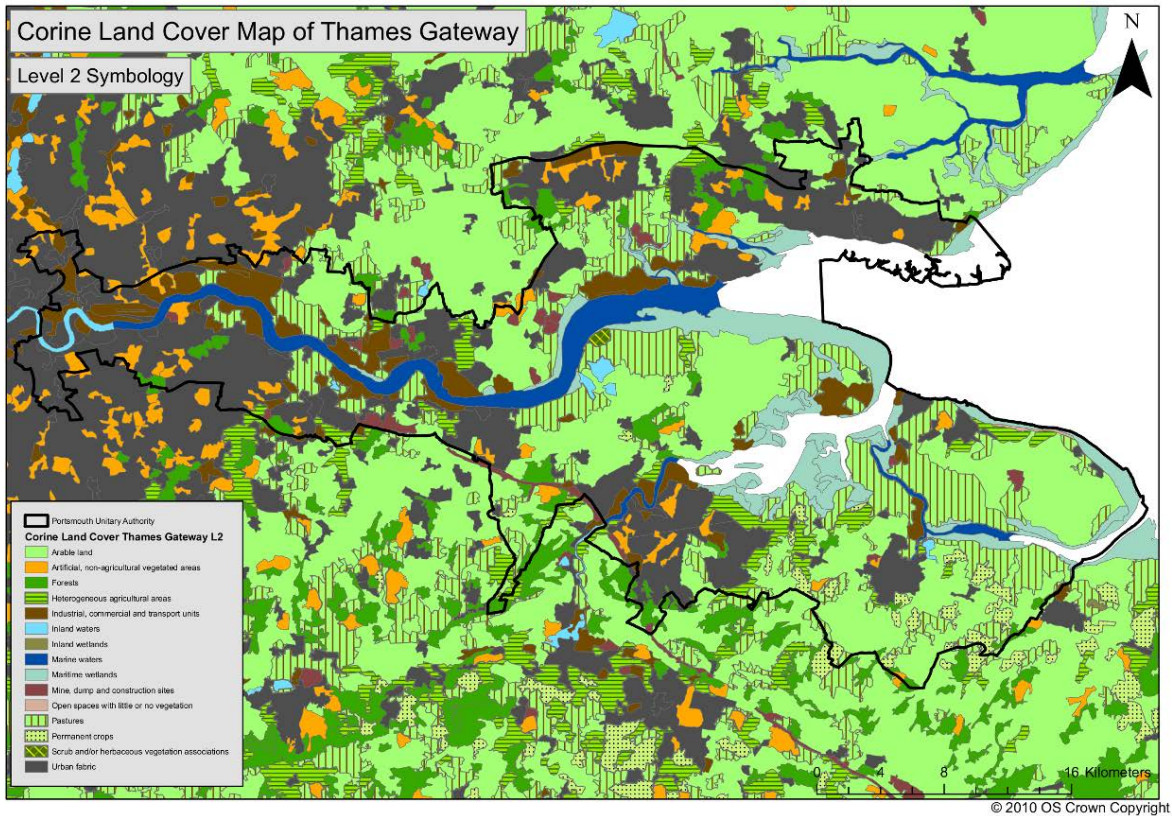 Corine Land Cover Map of Thames Gateway
Level 2 Symbology
N
Portsmouth Unitary Authority
Corine Land Cover Thames Gateway L2
Arable land
Artificial, non-agricultural vegetated areas
Forests
Heterogeneous agricultural areas
Industrial, commercial and transport units
Inland waters
Inland wetlands
Marine waters
Maritime wetlands
Mine, dump and construction sites
Open spaces with little or no vegetation
Pastures
Permanent crops
Scrub and/or herbaceous vegetation associations
Urban fabric
0 4 8 16 Kilometers
© 2010 OS Crown Copyright